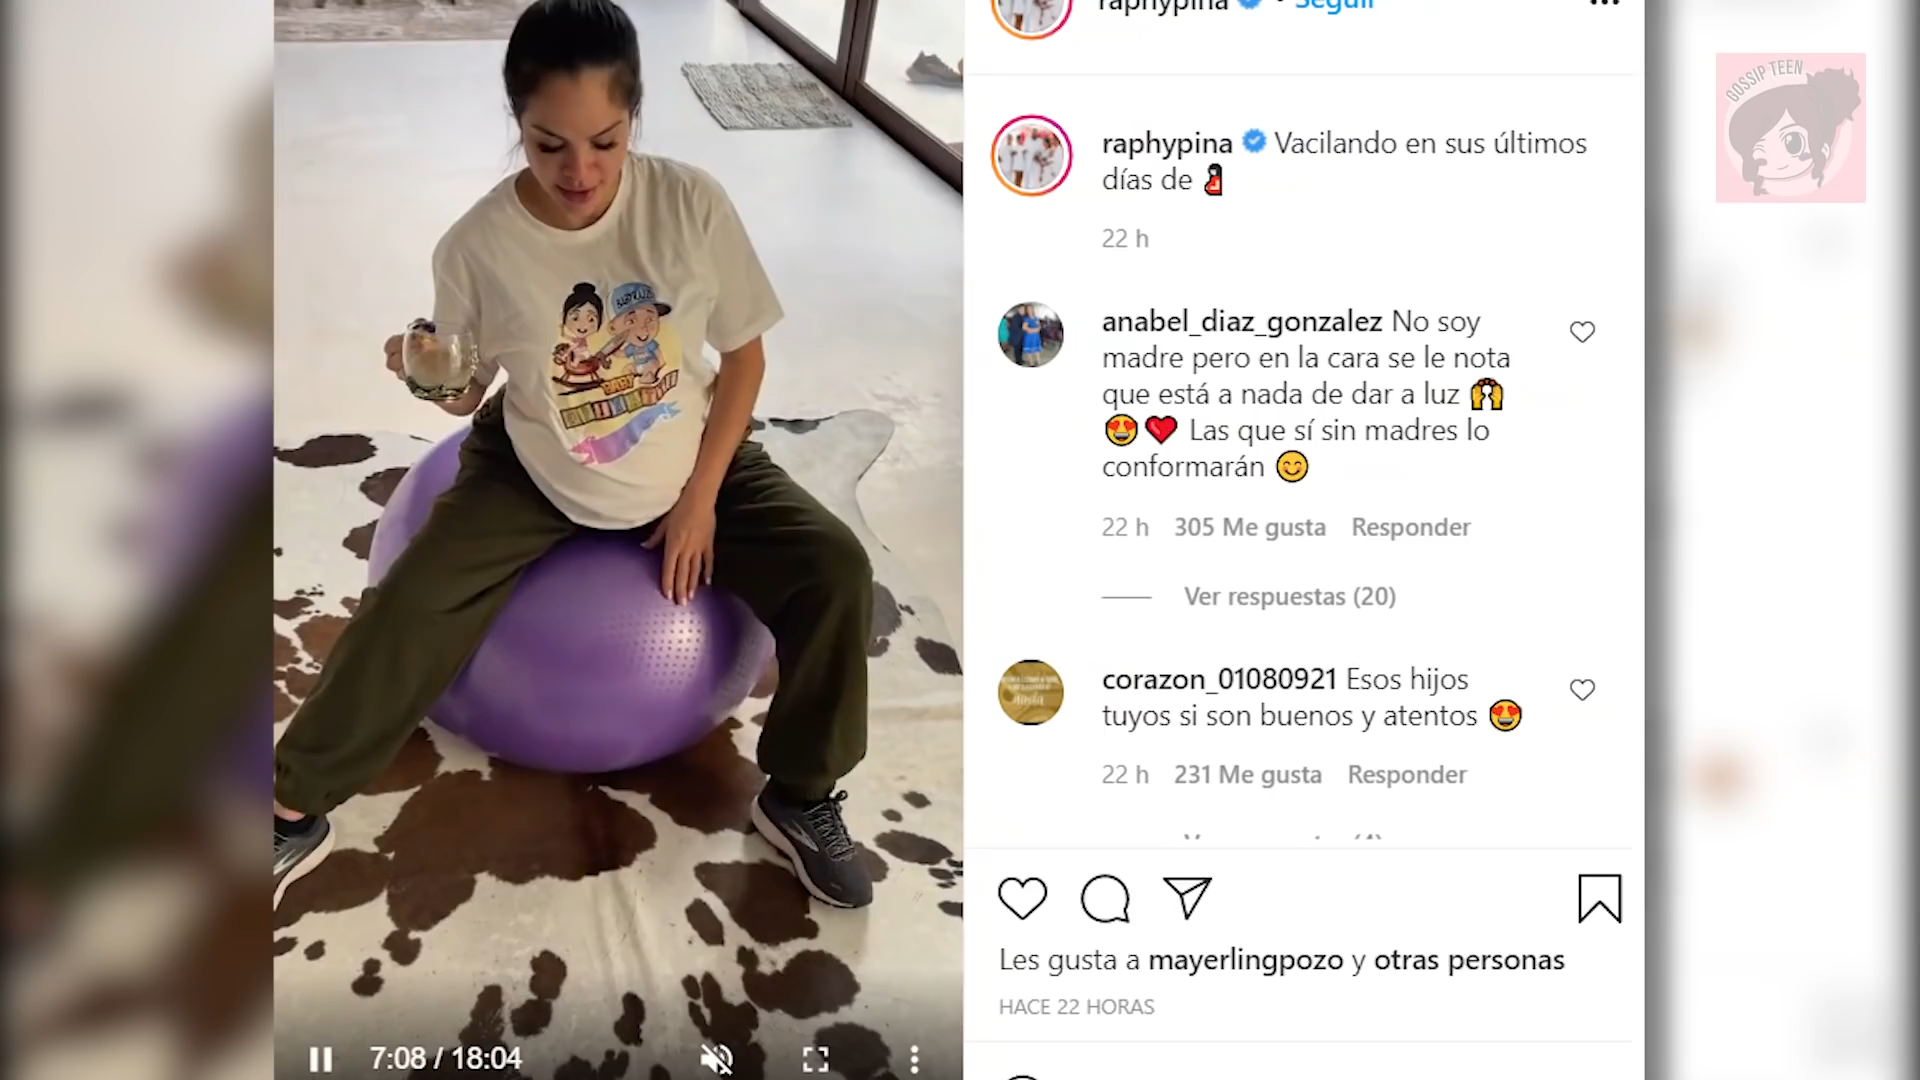 raphypina • Seguir
GOSSIP TEEN
raphypina Vacilando en sus últimos
días de
22 h
anabel_diaz_gonzalez No soy
madre pero en la cara se le nota
que está a nada de dar a luz
Las que sí sin madres lo
conformarán
22 h 305 Me gusta Responder
Ver respuestas (20)
corazon_01080921 Esos hijos
tuyos si son buenos y atentos
22 h 231 Me gusta Responder
BABY
Les gusta a mayerlingpozo y otras personas
HACE 22 HORAS
7:08 / 18:04